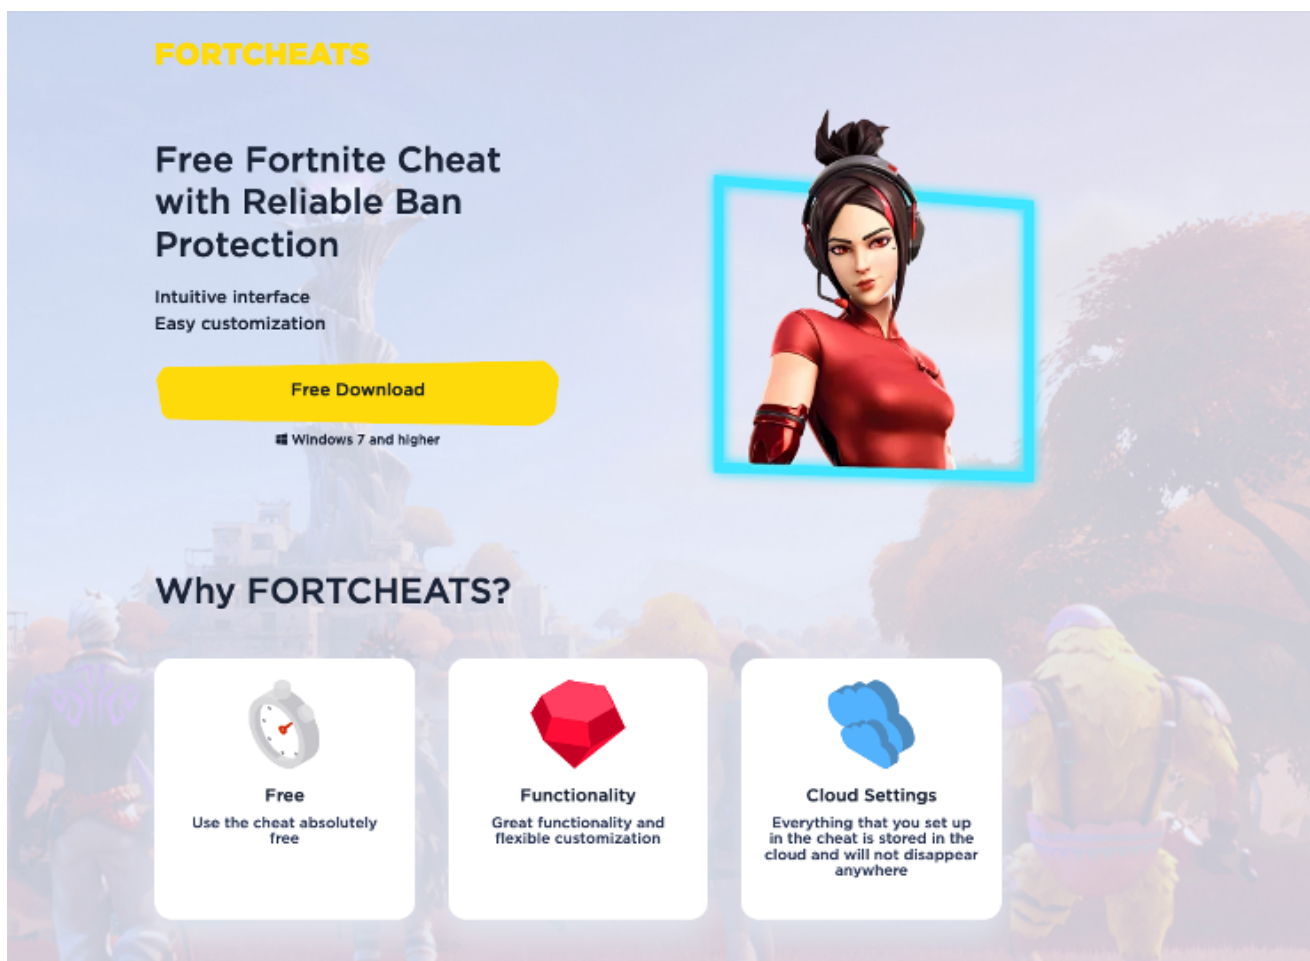 FORTCHEATS
Free Fortnite Cheat
with Reliable Ban
Protection
Intuitive interface
Easy customization
Free Download
Windows 7 and higher
Why FORTCHEATS?
Free
Use the cheat absolutely
free
Functionality
Great functionality and
flexible customization
Cloud Settings
Everything that you set up
in the cheat is stored in the
cloud and will not disappear
anywhere